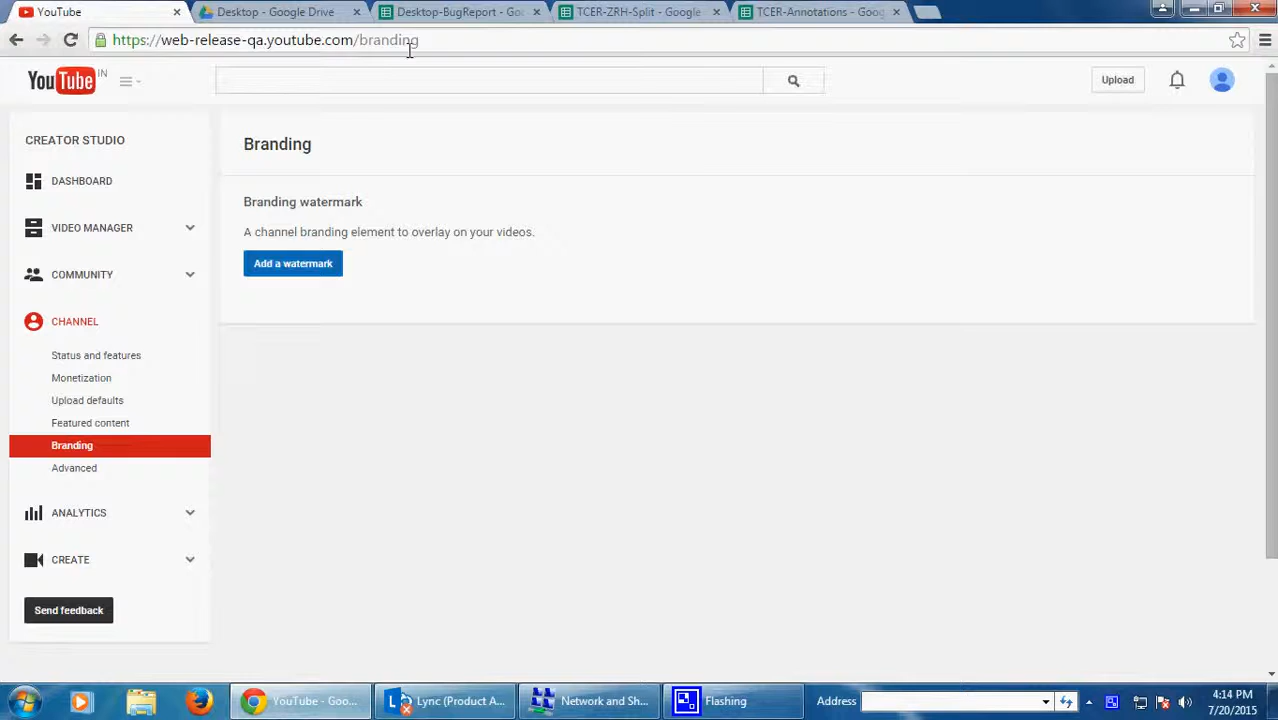 YouTube
Desktop - Google Drive
Desktop-BugReport - Goo
TCER-ZRH-Split - Google
TCER-Annotations - Goog
https://web-release-qa.youtube.com/branding
YouTube IN
Upload
CREATOR STUDIO
DASHBOARD
VIDEO MANAGER
COMMUNITY
CHANNEL
Status and features
Monetization
Upload defaults
Featured content
Branding
Advanced
ANALYTICS
CREATE
Send feedback
Branding
Branding watermark
A channel branding element to overlay on your videos.
Add a watermark
YouTube - Goo...
Lync (Product A...
Network and Sh...
Flashing
Address
4:14 PM
7/20/2015